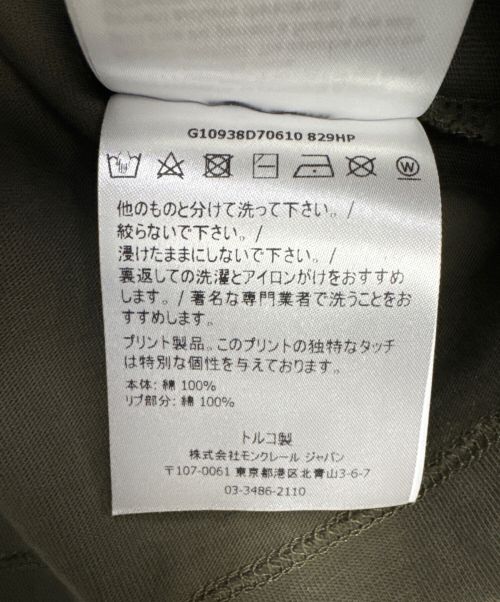 G10938D70610 829HP
W
他のものと分けて洗って下さい。/
絞らないで下さい。/
浸けたままにしないで下さい。/
裏返しての洗濯とアイロンがけをおすすめ
します。/ 著名な専門業者で洗うことをお
すすめします。
プリント製品。このプリントの独特なタッチ
は特別な個性を与えております。
本体: 綿 100%
リブ部分: 綿 100%
トルコ製
株式会社モンクレール ジャパン
〒107-0061 東京都港区北青山3-6-7
03-3486-2110